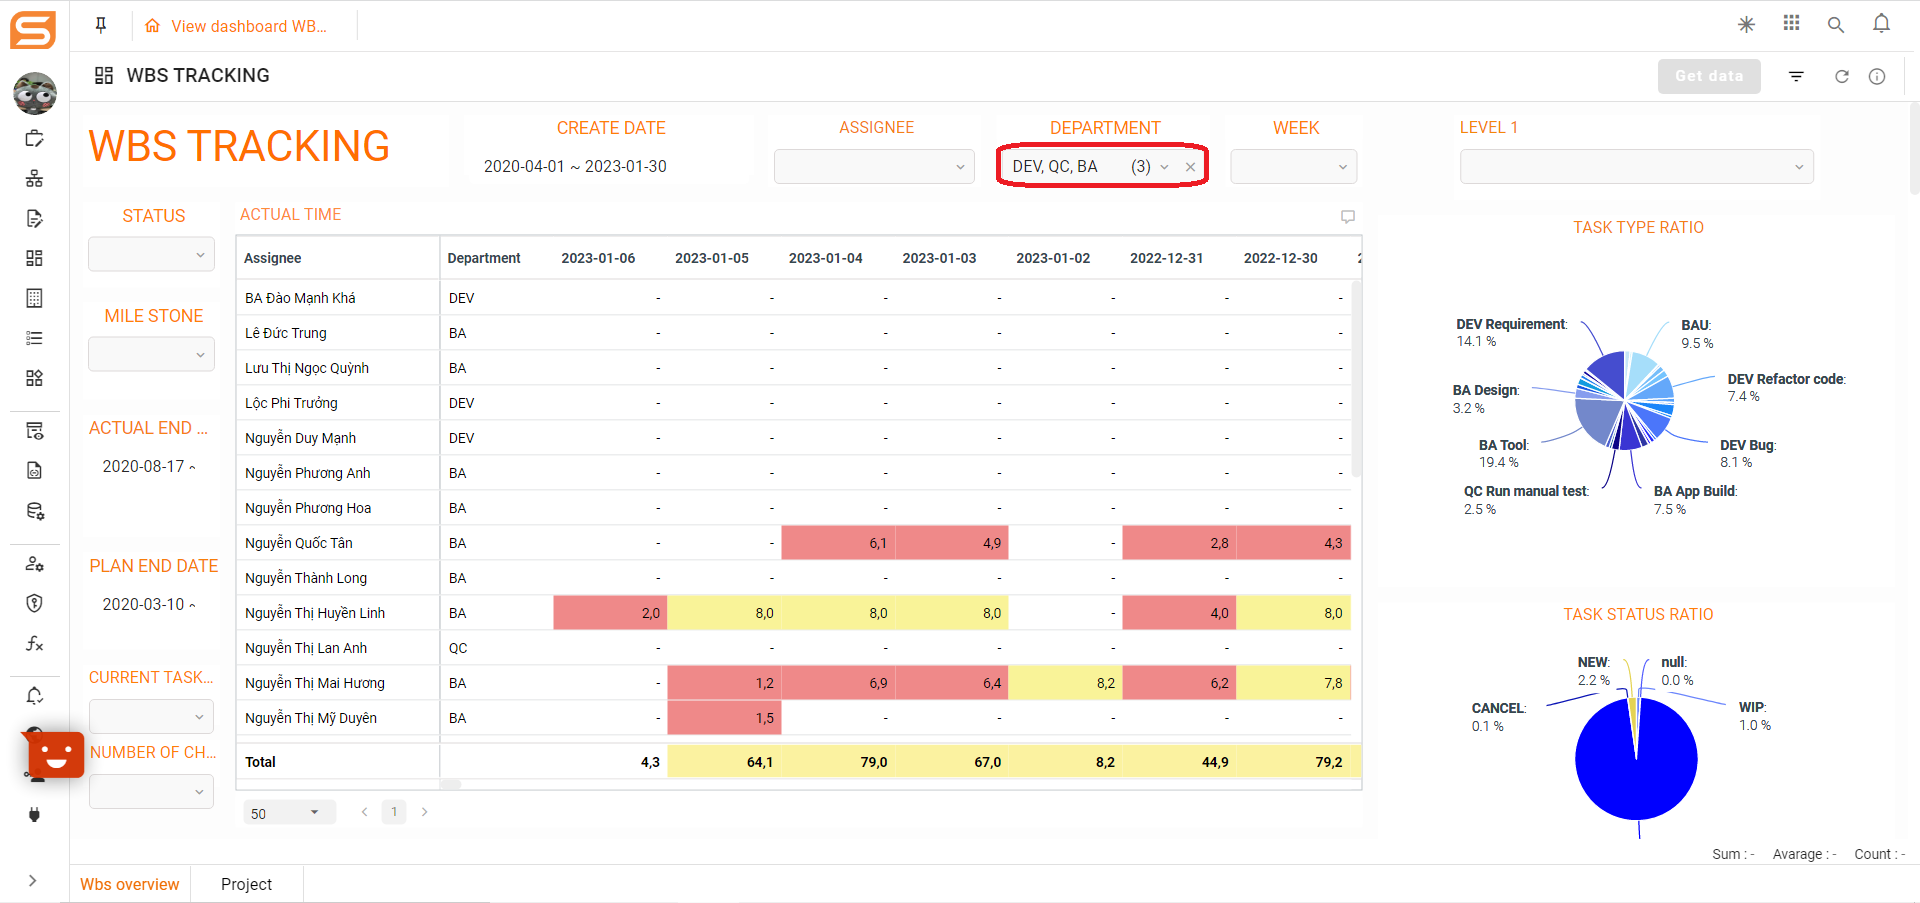 View dashboard WB...
WBS TRACKING
Get data
WBS TRACKING
CREATE DATE
2020-04-01 ~ 2023-01-30
ASSIGNEE
DEPARTMENT
DEV, QC, BA (3)
WEEK
LEVEL 1
STATUS
MILE STONE
ACTUAL END ...
2020-08-17 ~
PLAN END DATE
2020-03-10 ~
CURRENT TASK...
NUMBER OF CH...
ACTUAL TIME
Assignee Department 2023-01-06 2023-01-05 2023-01-04 2023-01-03 2023-01-02 2022-12-31 2022-12-30 2
BA Đào Mạnh Khá DEV - - - - - - -
Lê Đức Trung BA - - - - - - -
Lưu Thị Ngọc Quỳnh BA - - - - - - -
Lộc Phi Trưởng DEV - - - - - - -
Nguyễn Duy Mạnh DEV - - - - - - -
Nguyễn Phương Anh BA - - - - - - -
Nguyễn Phương Hoa BA - - - - - - -
Nguyễn Quốc Tân BA - - 6,1 4,9 - 2,8 4,3
Nguyễn Thành Long BA - - - - - - -
Nguyễn Thị Huyền Linh BA 2,0 8,0 8,0 8,0 - 4,0 8,0
Nguyễn Thị Lan Anh QC - - - - - - -
Nguyễn Thị Mai Hương BA - 1,2 6,9 6,4 8,2 6,2 7,8
Nguyễn Thị Mỹ Duyên BA - 1,5 - - - - -
Total 4,3 64,1 79,0 67,0 8,2 44,9 79,2
50
1
TASK TYPE RATIO
DEV Requirement:
14.1 %
BAU:
9.5 %
DEV Refactor code:
7.4 %
BA Design:
3.2 %
BA Tool:
19.4 %
DEV Bug:
8.1 %
QC Run manual test:
2.5 %
BA App Build:
7.5 %
TASK STATUS RATIO
NEW:
2.2 %
null:
0.0 %
CANCEL:
0.1 %
WIP:
1.0 %
Sum : - Avarage : - Count : -
Wbs overview Project